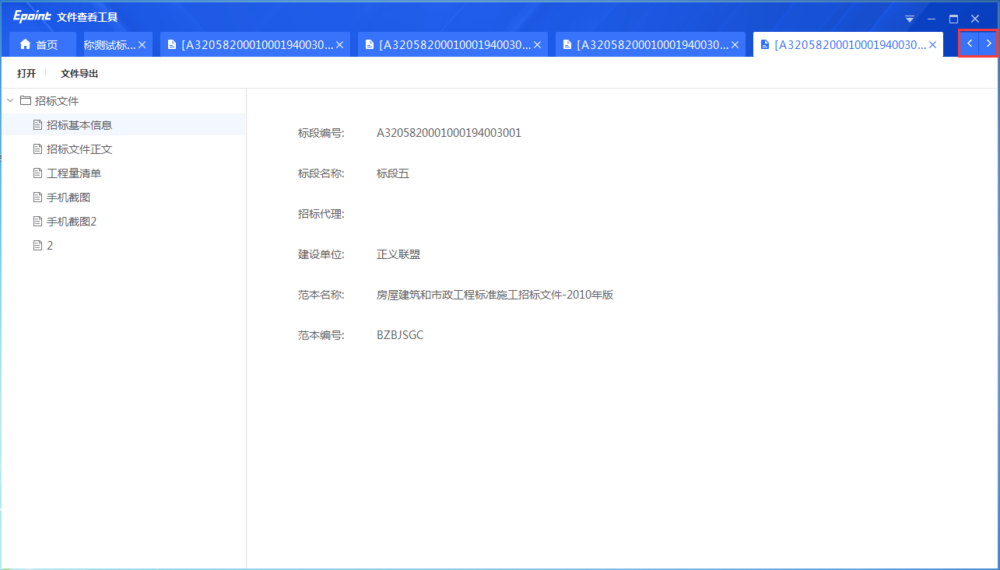 Epoint 文件查看工具
首页
称测试标...
[A32058200010001940030...
[A32058200010001940030...
[A32058200010001940030...
[A32058200010001940030...
打开 文件导出
招标文件
招标基本信息
招标文件正文
工程量清单
手机截图
手机截图2
2
标段编号: A3205820001000194003001
标段名称: 标段五
招标代理:
建设单位: 正义联盟
范本名称: 房屋建筑和市政工程标准施工招标文件-2010年版
范本编号: BZBJSGC